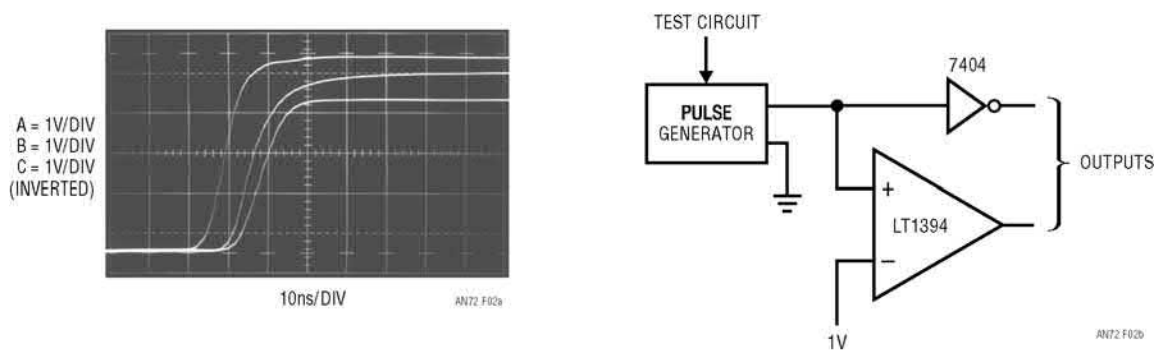 A = 1V/DIV
B = 1V/DIV
C = 1V/DIV
(INVERTED)
10ns/DIV
AN72 F02a
TEST CIRCUIT
PULSE
GENERATOR
7404
OUTPUTS
+
LT1394
−
1V
AN72 F02b